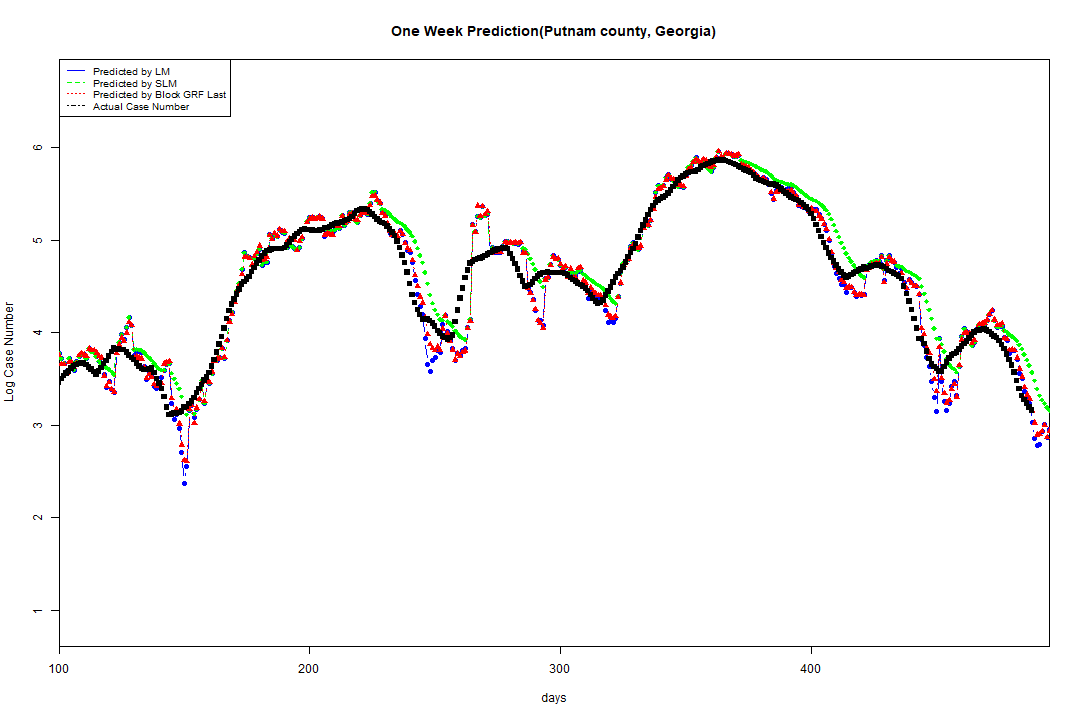 One Week Prediction(Putnam county, Georgia)
Predicted by LM
Predicted by SLM
Predicted by Block GRF Last
Actual Case Number
6
5
4
3
2
1
Log Case Number
100 200 300 400
days